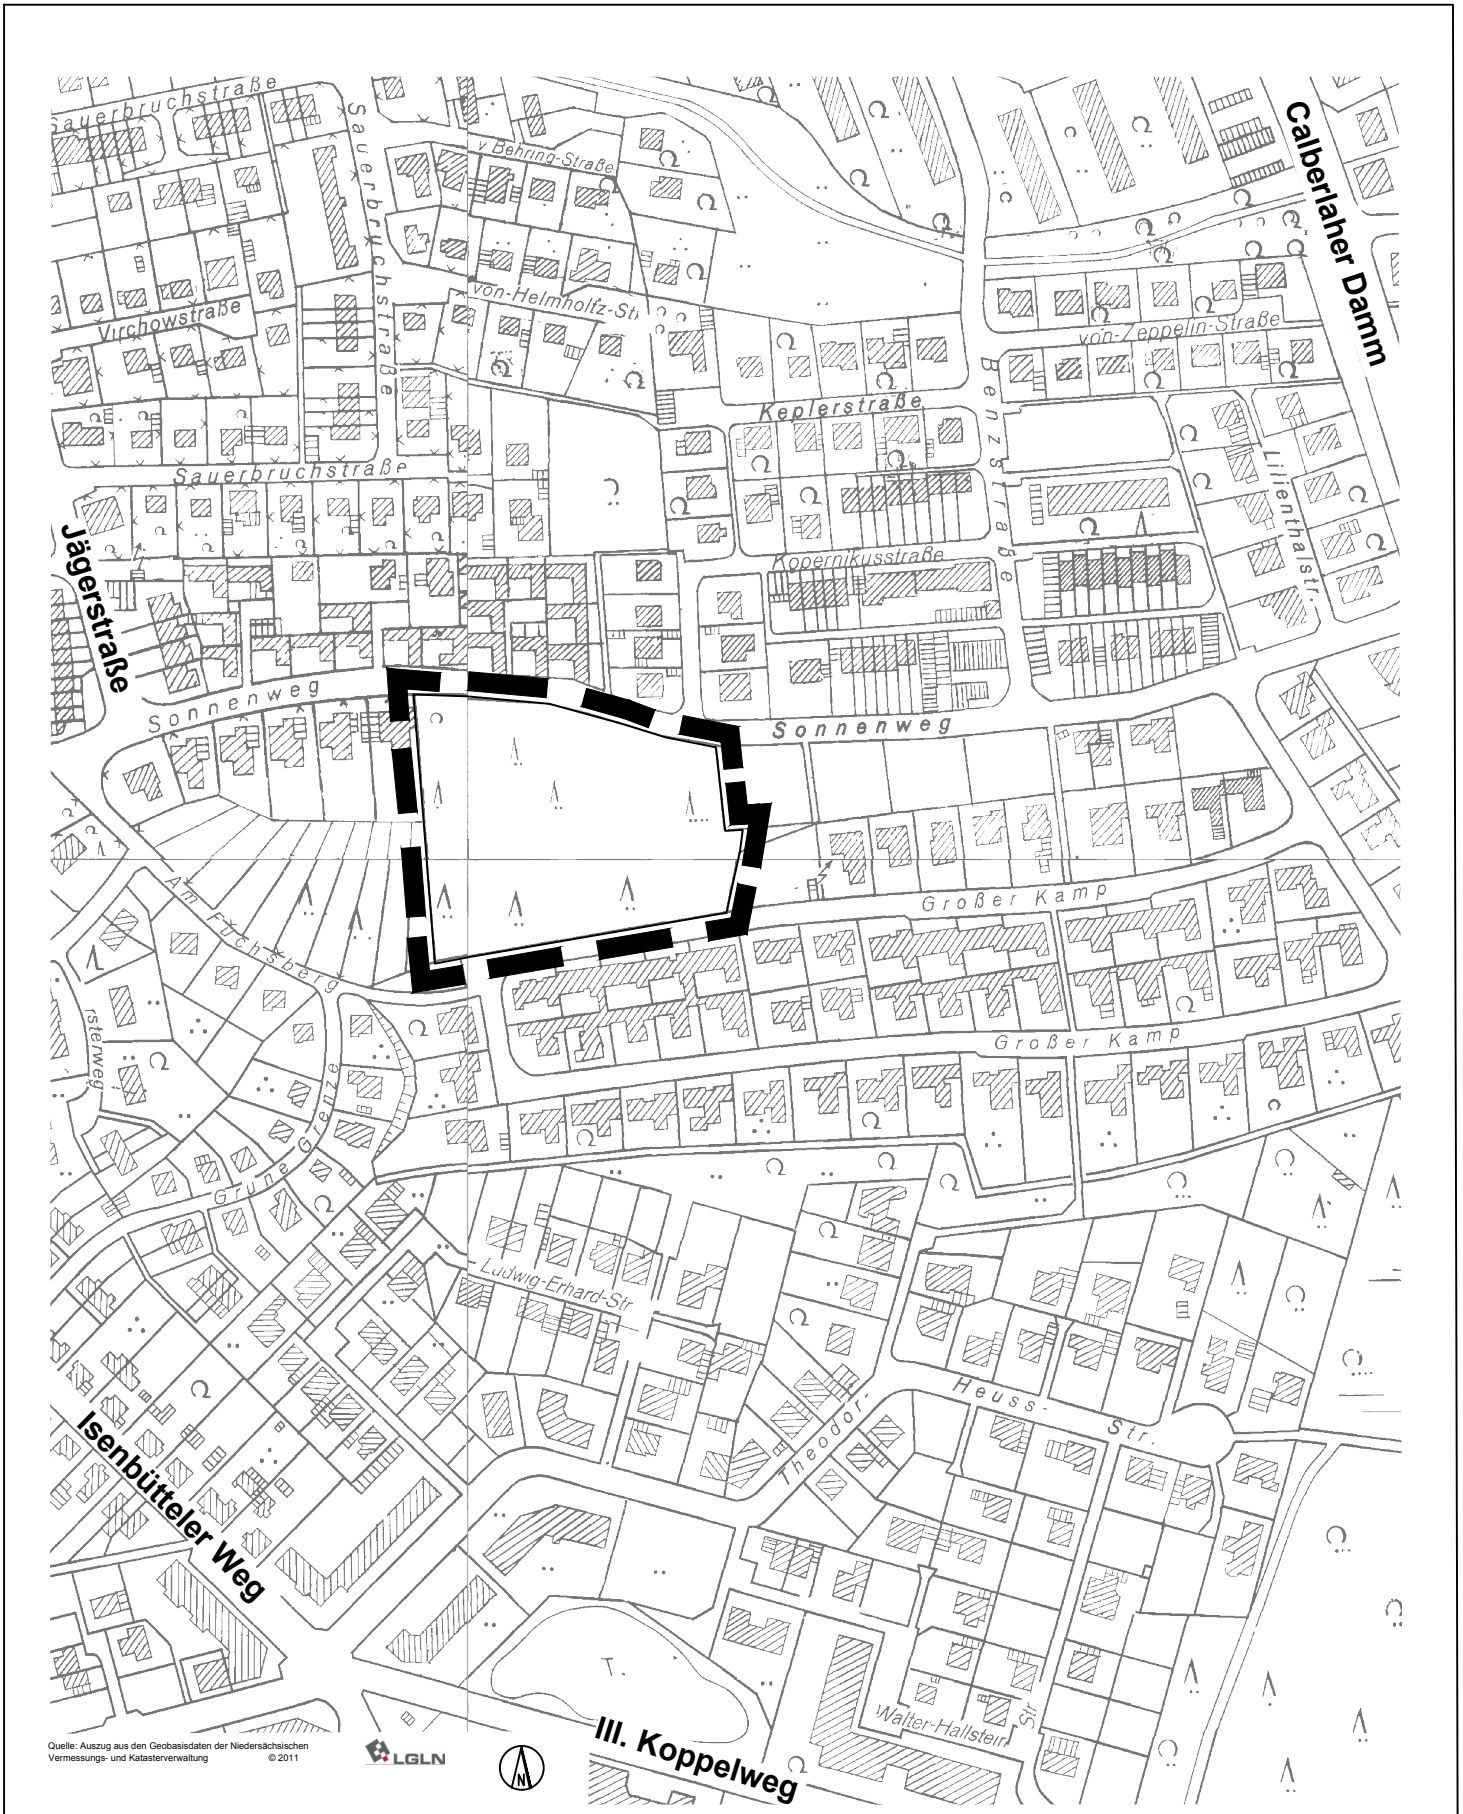 Sauerbruchstraße
Sauerbruchstraße
v.Behring-Straße
Calberlaher Damm
von-Helmholtz-Str.
Virchowstraße
von-Zeppelin-Straße
Keplerstraße
Benzstraße
Sauerbruchstraße
Lilienthalstr.
Jägerstraße
Kopernikusstraße
Sonnenweg
Sonnenweg
Am Fuchsberg
Großer Kamp
rsterweg
Großer Kamp
Grüne Grenze
Ludwig-Erhard-Str
Theodor-
Heuss-
Str.
Isenbütteler Weg
T.
Walter-Hallstein
Str
III. Koppelweg
Quelle: Auszug aus den Geobasisdaten der Niedersächsischen
Vermessungs- und Katasterverwaltung © 2011
LGLN
N